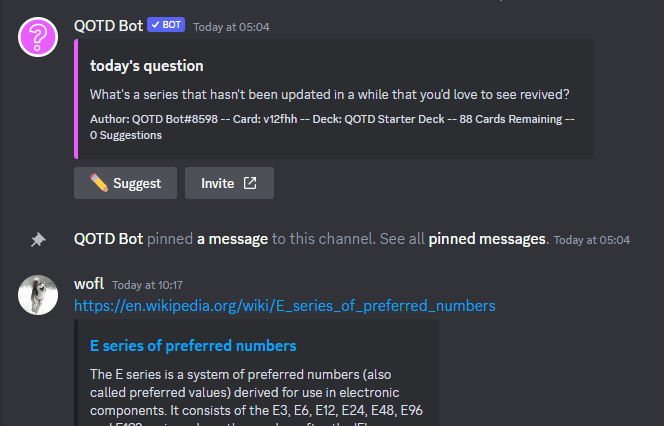 QOTD Bot ✓ BOT Today at 05:04
today's question
What's a series that hasn't been updated in a while that you'd love to see revived?
Author: QOTD Bot#8598 -- Card: v12fhh -- Deck: QOTD Starter Deck -- 88 Cards Remaining --
0 Suggestions
Suggest Invite
QOTD Bot pinned a message to this channel. See all pinned messages. Today at 05:04
wofl Today at 10:17
https://en.wikipedia.org/wiki/E_series_of_preferred_numbers
E series of preferred numbers
The E series is a system of preferred numbers (also
called preferred values) derived for use in electronic
components. It consists of the E3, E6, E12, E24, E48, E96